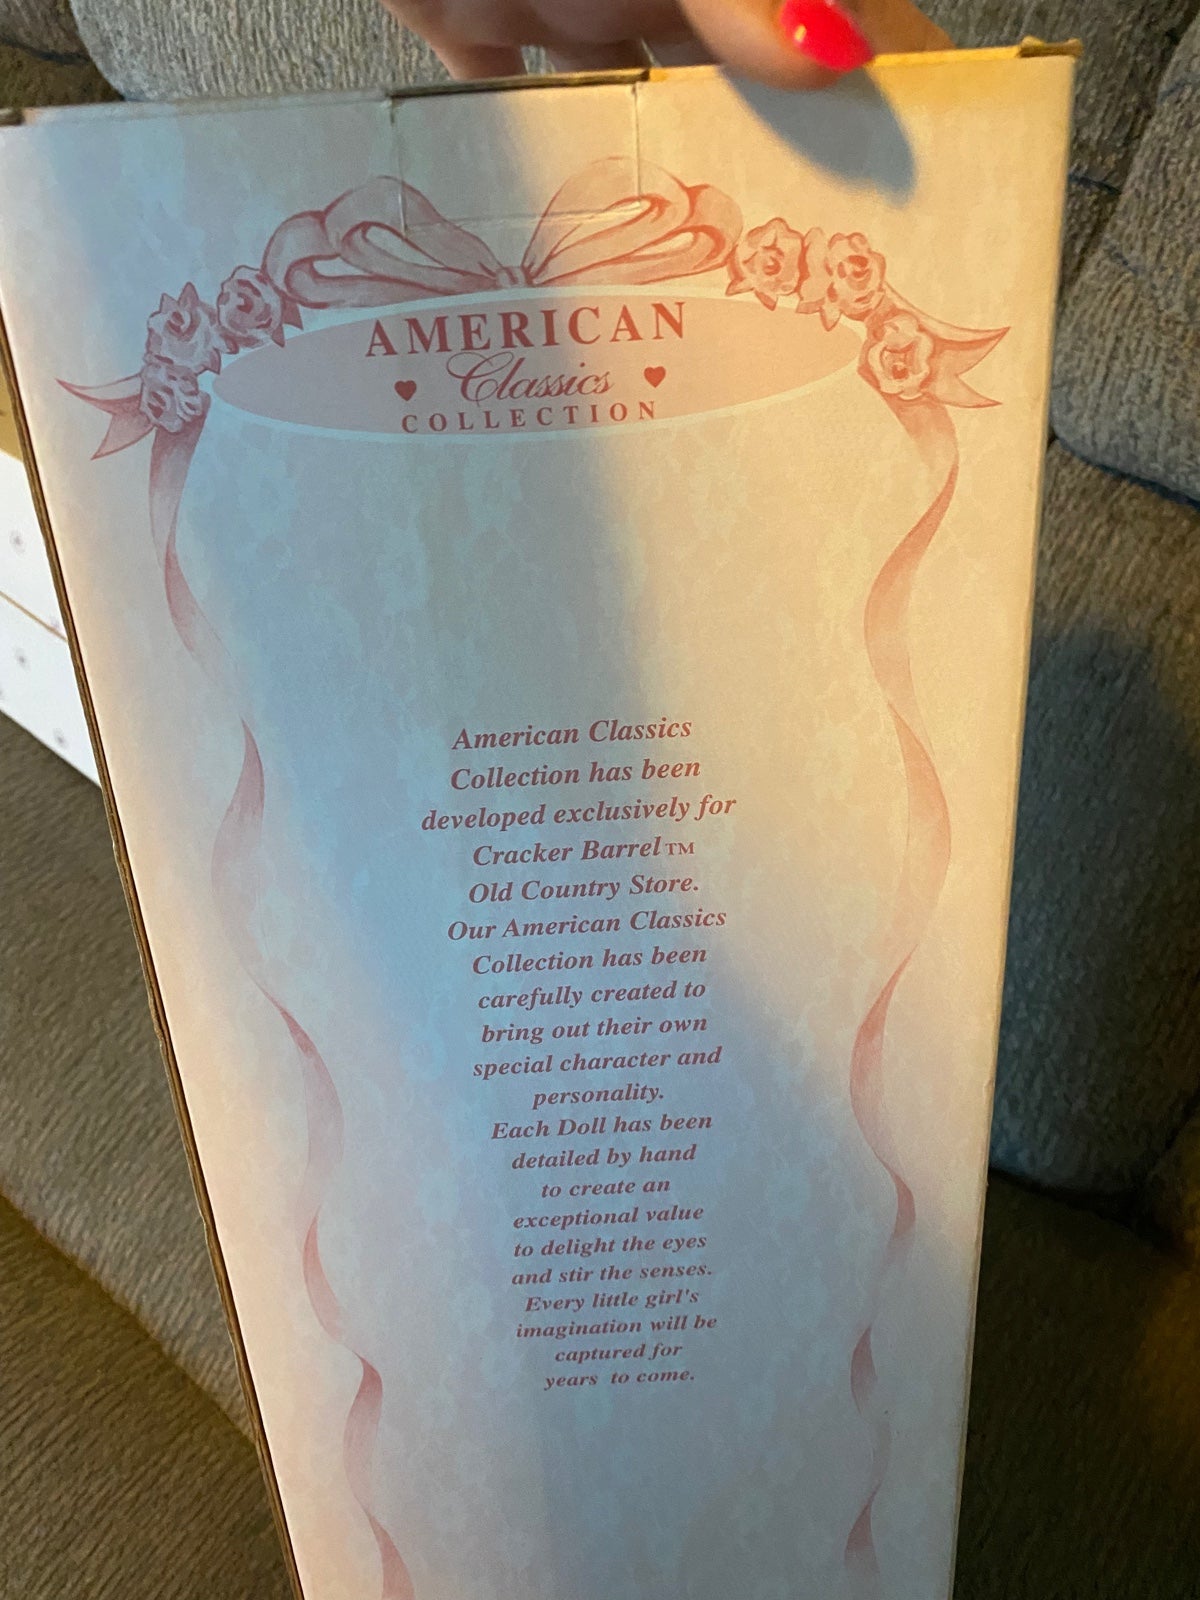 AMERICAN
Classics
COLLECTION
American Classics
Collection has been
developed exclusively for
Cracker Barrel™
Old Country Store.
Our American Classics
Collection has been
carefully created to
bring out their own
special character and
personality.
Each Doll has been
detailed by hand
to create an
exceptional value
to delight the eyes
and stir the senses.
Every little girl's
imagination will be
captured for
years to come.